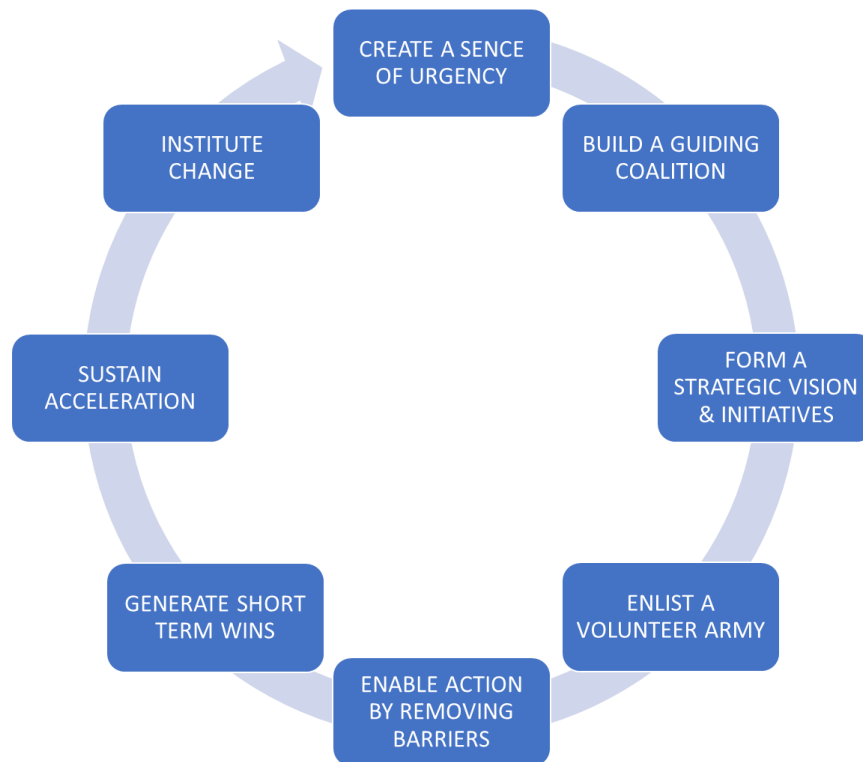 CREATE A SENCE
OF URGENCY
BUILD A GUIDING
COALITION
FORM A
STRATEGIC VISION
& INITIATIVES
ENLIST A
VOLUNTEER ARMY
ENABLE ACTION
BY REMOVING
BARRIERS
GENERATE SHORT
TERM WINS
SUSTAIN
ACCELERATION
INSTITUTE
CHANGE